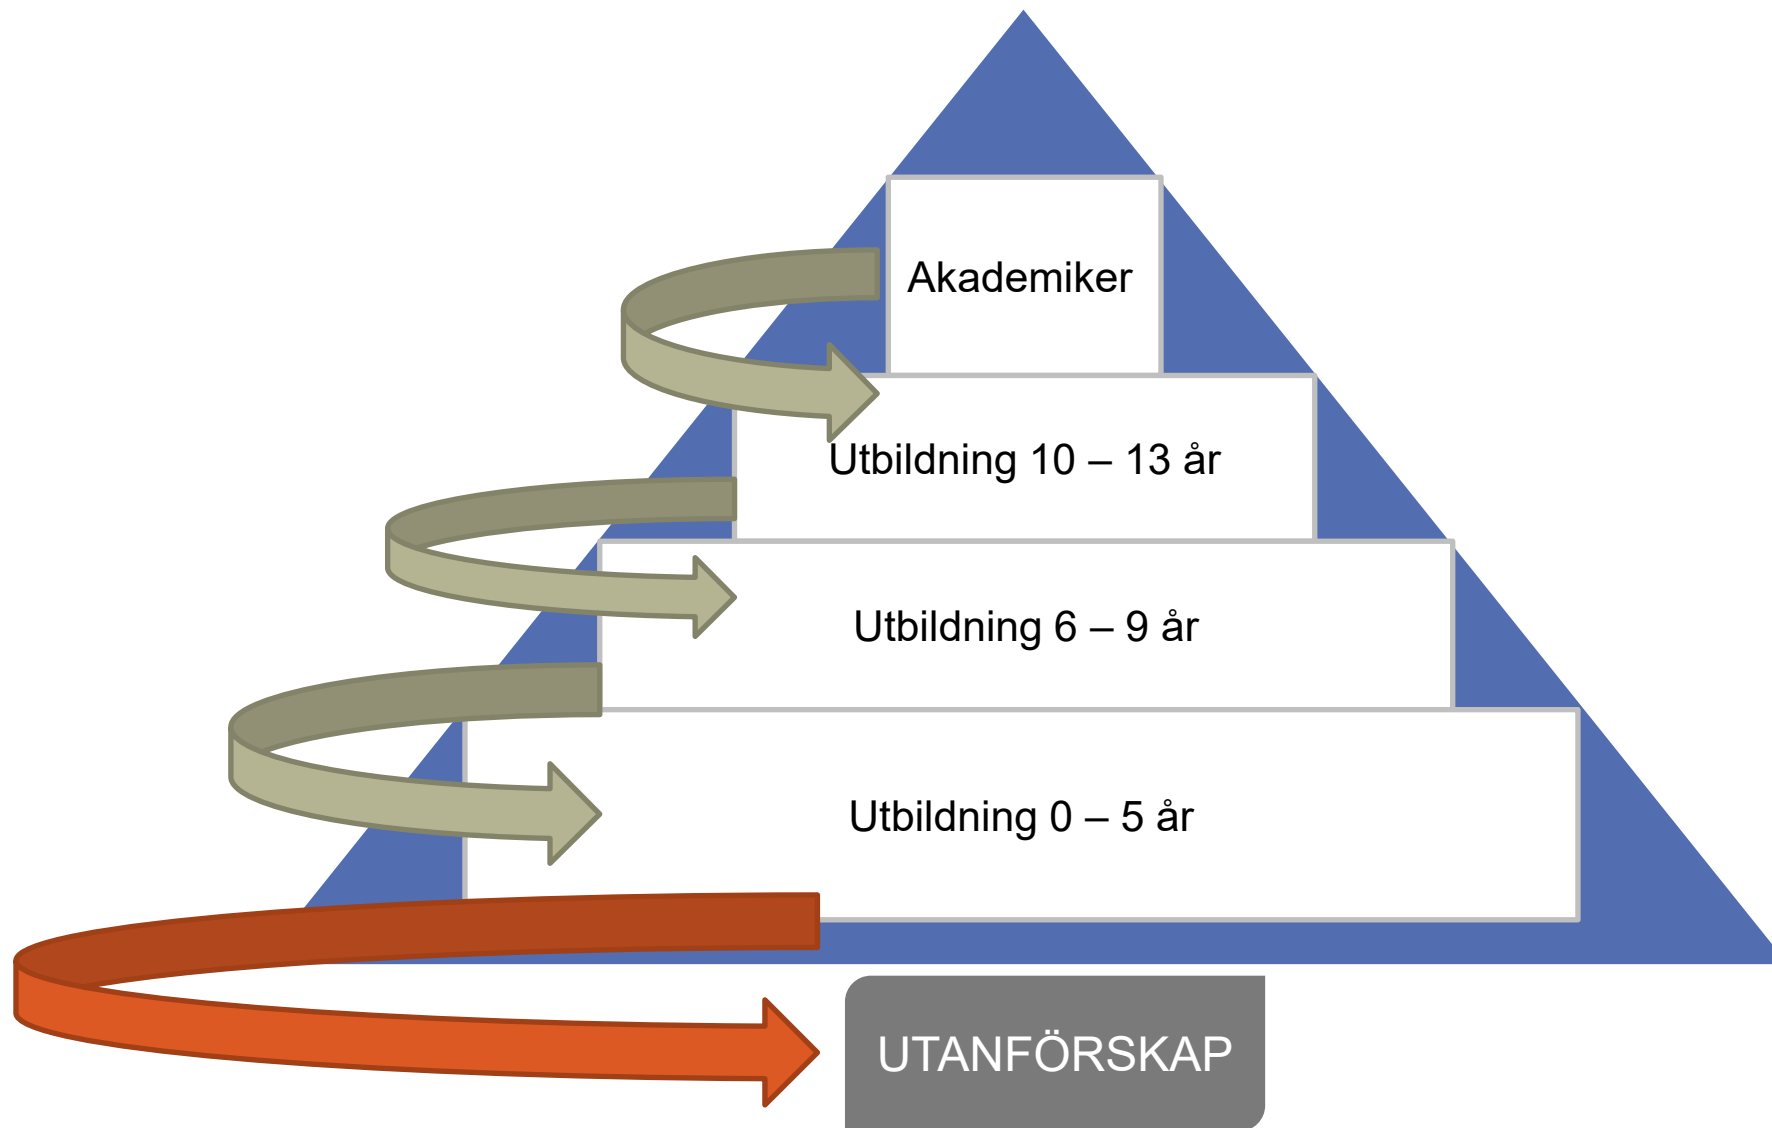 Akademiker
Utbildning 10 – 13 år
Utbildning 6 – 9 år
Utbildning 0 – 5 år
UTANFÖRSKAP